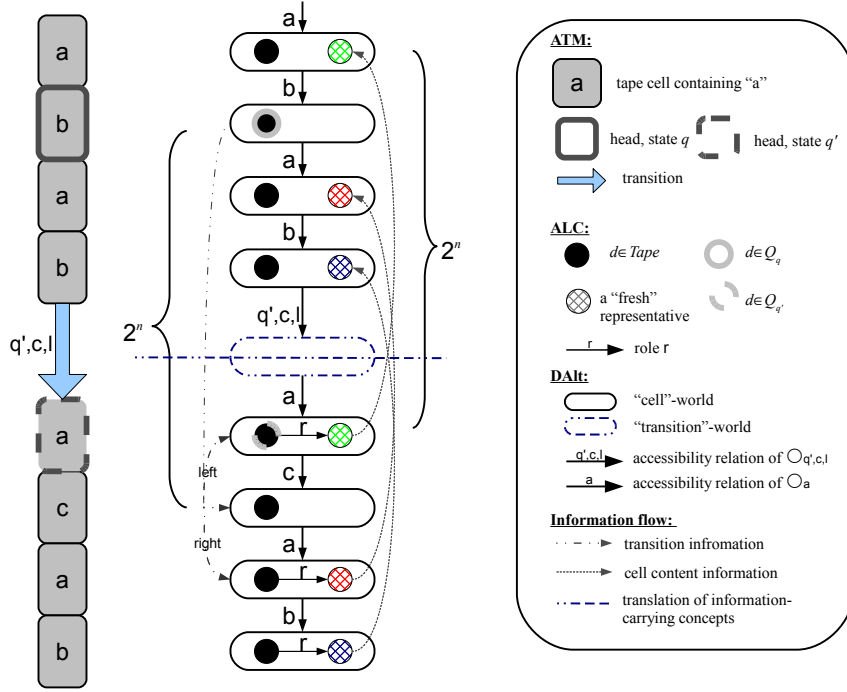 a
b
a
b
q',c,l
a
c
a
b
a
b
a
b
q',c,l
a
r
c
a
r
b
r
2ⁿ
2ⁿ
left
right
ATM:
a
tape cell containing “a”
head, state q
head, state q'
transition
ALC:
d∈Tape
d∈Q_q
a “fresh”
representative
d∈Q_q'
r
role r
DAlt:
“cell”-world
“transition”-world
q',c,l
accessibility relation of ○q',c,l
a
accessibility relation of ○a
Information flow:
transition infromation
cell content information
translation of information-
carrying concepts